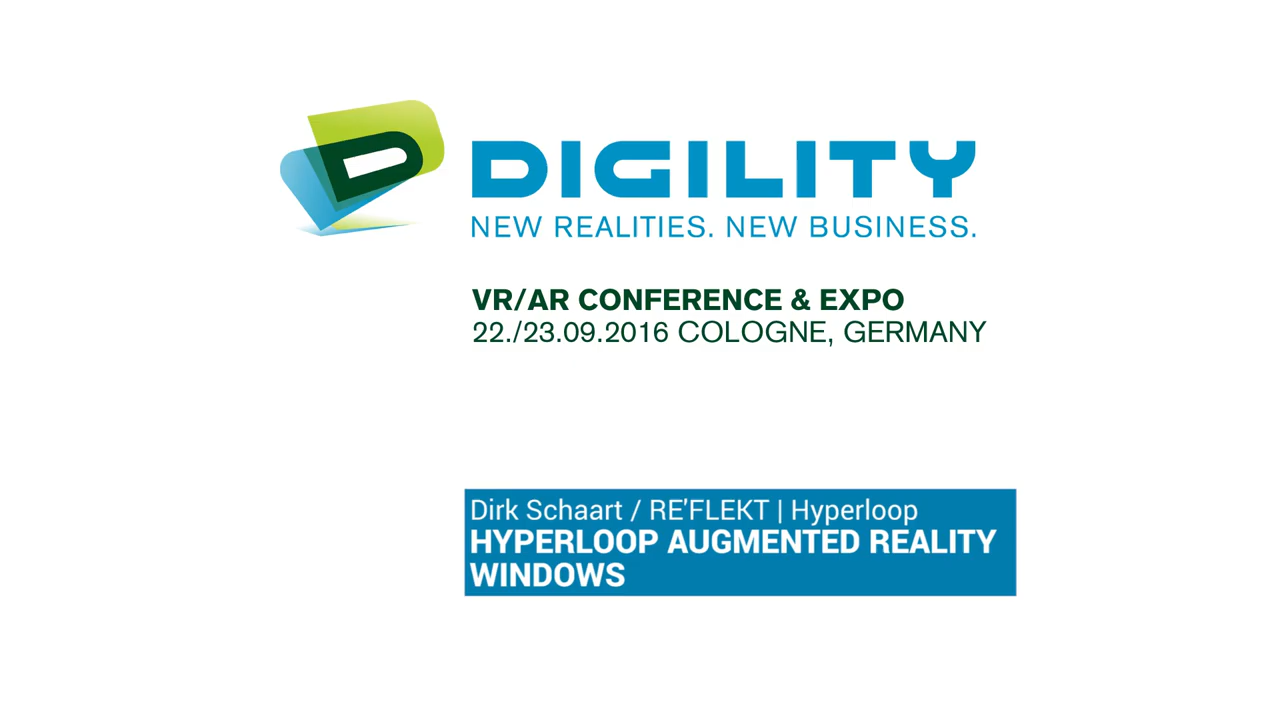 DIGILITY
NEW REALITIES. NEW BUSINESS.
VR/AR CONFERENCE & EXPO
22./23.09.2016 COLOGNE, GERMANY
Dirk Schaart / RE'FLEKT | Hyperloop
HYPERLOOP AUGMENTED REALITY
WINDOWS